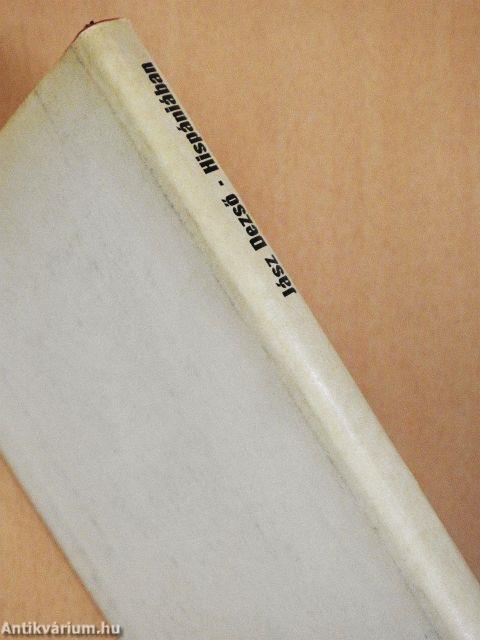 Jász Dezső - Hispániában
Antikvárium.hu